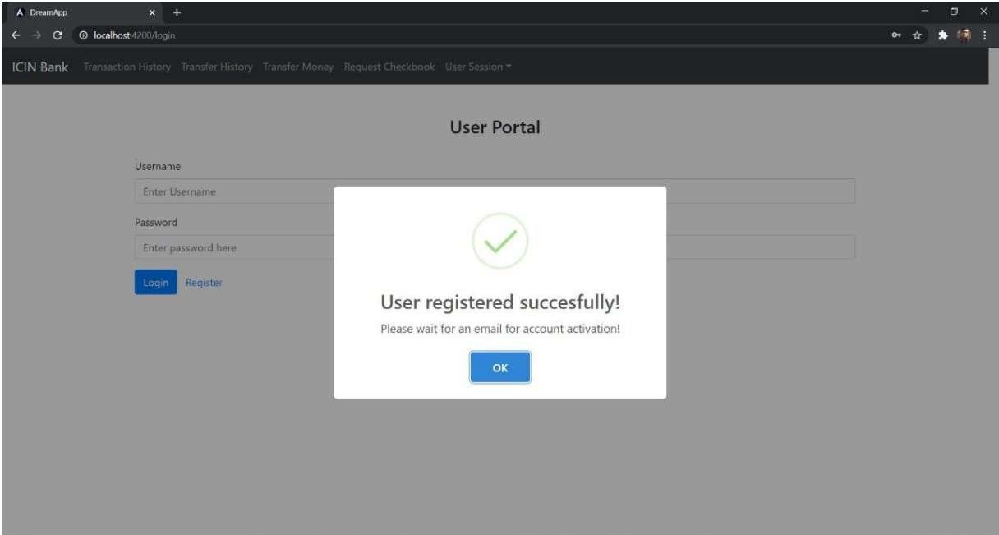 DreamApp
localhost:4200/login
ICIN Bank Transaction History Transfer History Transfer Money Request Checkbook User Session
User Portal
Username
Enter Username
Password
Enter password here
Login Register
User registered succesfully!
Please wait for an email for account activation!
OK